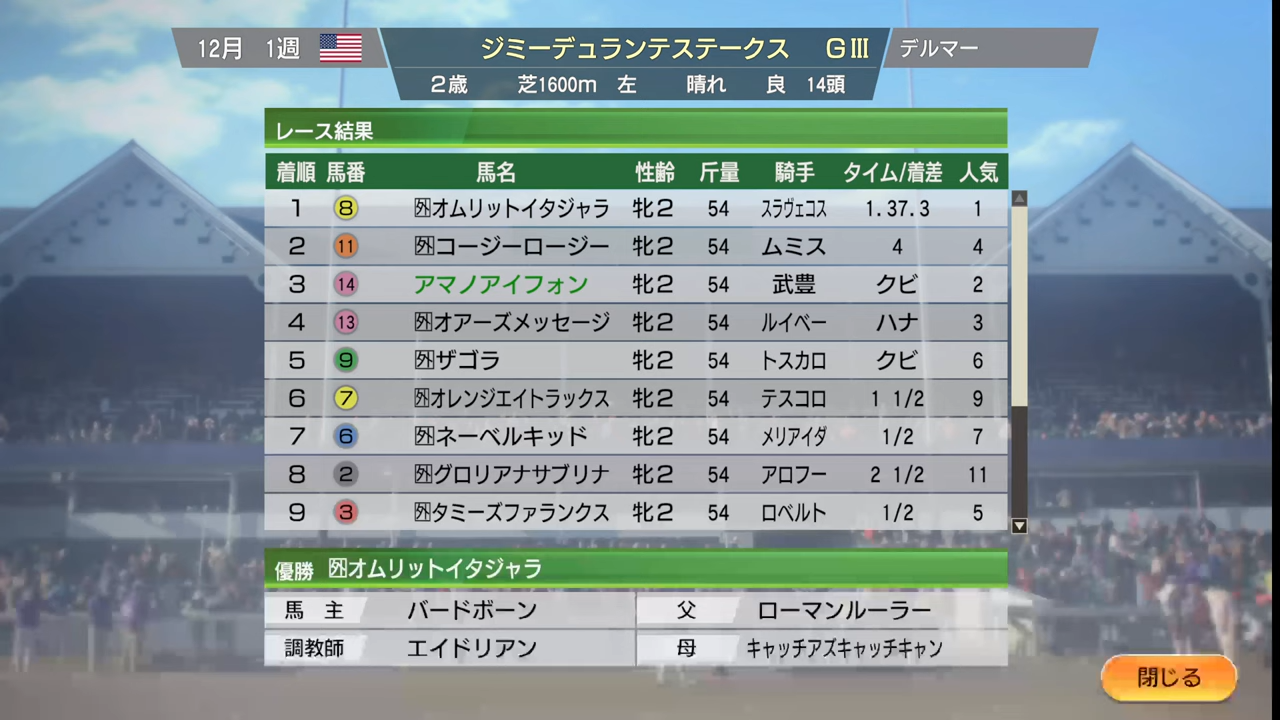 12月 1週 ジミーデュランテステークス GⅢ デルマー
2歳 芝1600m 左 晴れ 良 14頭
レース結果
着順 馬番 馬名 性齢 斤量 騎手 タイム/着差 人気
1 8 外オムリットイタジャラ 牝2 54 スラヴェコス 1.37.3 1
2 11 外コージーロージー 牝2 54 ムミス 4 4
3 14 アマノアイフォン 牝2 54 武豊 クビ 2
4 13 外オアーズメッセージ 牝2 54 ルイベー ハナ 3
5 9 外ザゴラ 牝2 54 トスカロ クビ 6
6 7 外オレンジエイトラックス 牝2 54 テスコロ 1 1/2 9
7 6 外ネーベルキッド 牝2 54 メリアイダ 1/2 7
8 2 外グロリアナサブリナ 牝2 54 アロフー 2 1/2 11
9 3 外タミーズファランクス 牝2 54 ロベルト 1/2 5
優勝 外オムリットイタジャラ
馬主 バードボーン 父 ローマンルーラー
調教師 エイドリアン 母 キャッチアズキャッチキャン
閉じる